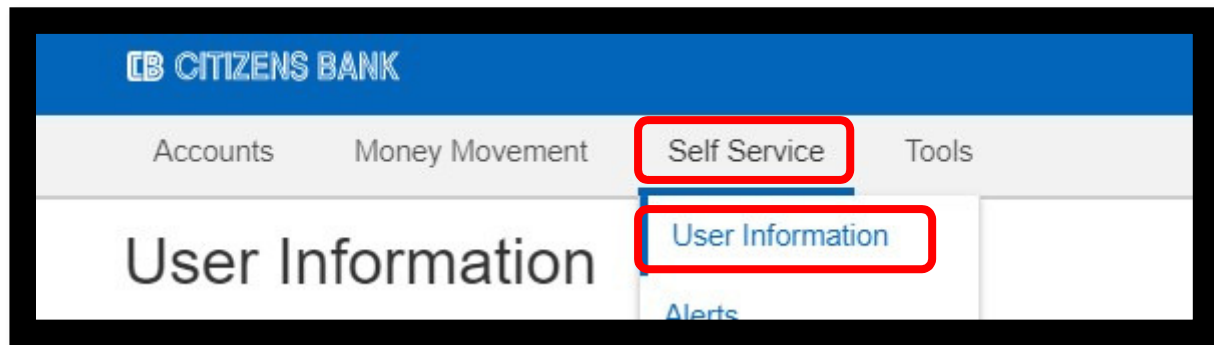 CB CITIZENS BANK
Accounts Money Movement Self Service Tools
User Information
User Information
Alerts